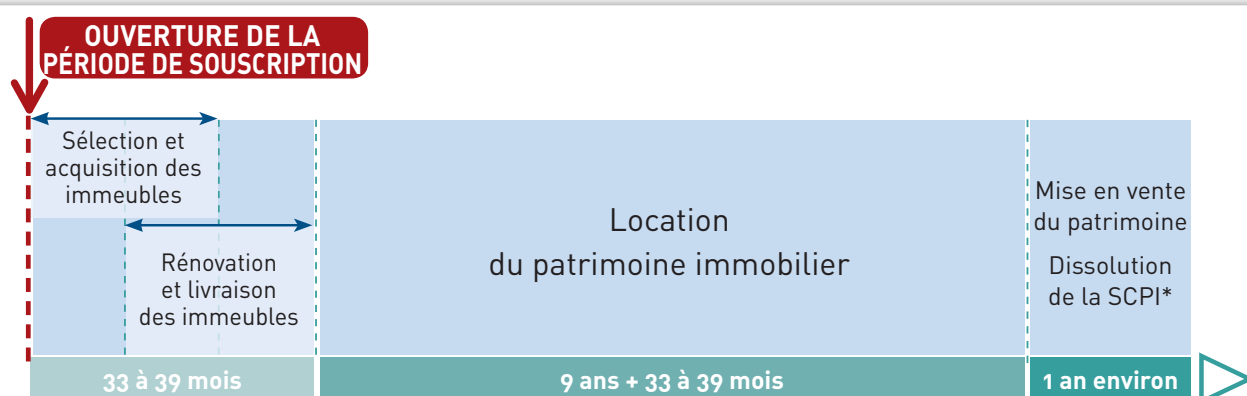 OUVERTURE DE LA
PÉRIODE DE SOUSCRIPTION
Sélection et
acquisition des
immeubles
Rénovation
et livraison
des immeubles
Location
du patrimoine immobilier
Mise en vente
du patrimoine
Dissolution
de la SCPI*
33 à 39 mois
9 ans + 33 à 39 mois
1 an environ